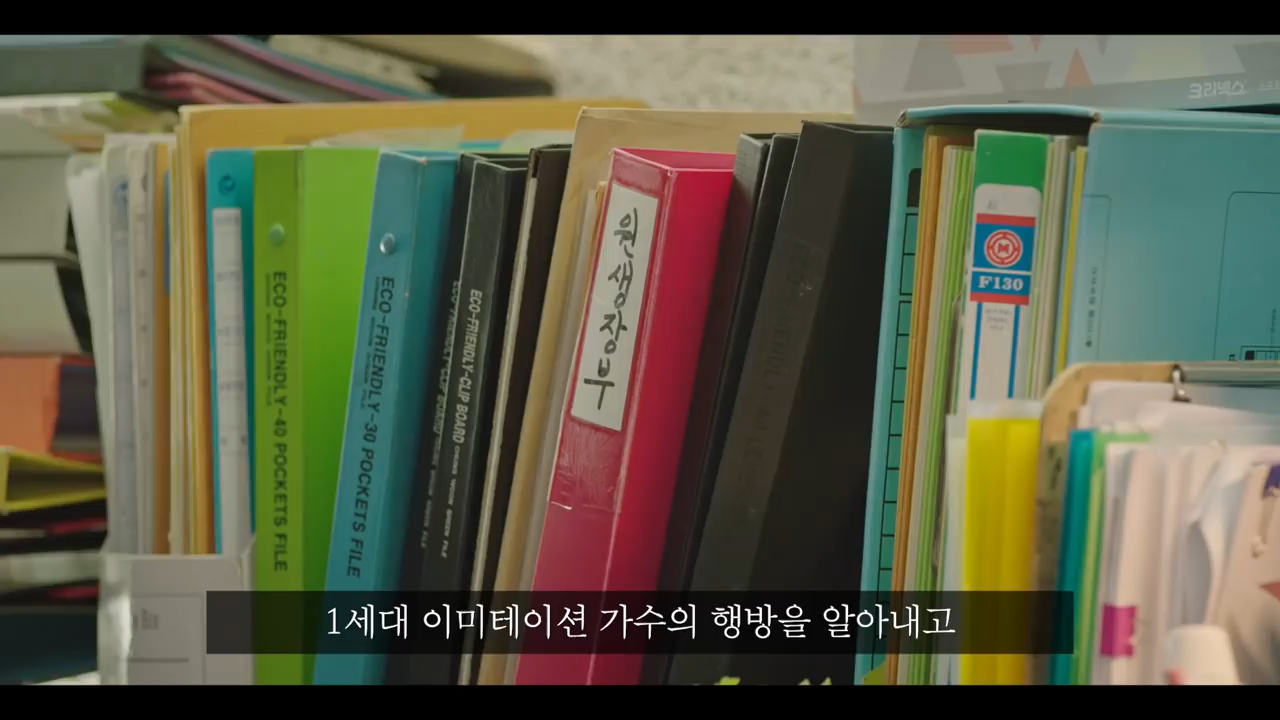 크리넥스
원생장부
F130
ECO-FRIENDLY-40 POCKETS FILE
ECO-FRIENDLY-30 POCKETS FILE
ECO-FRIENDLY-CLIP BOARD
1세대 이미테이션 가수의 행방을 알아내고